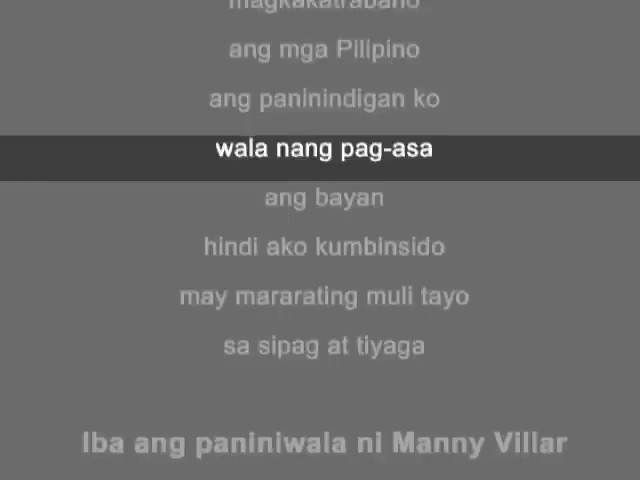 magkakatrabaho
ang mga Pilipino
ang paninindigan ko
wala nang pag-asa
ang bayan
hindi ako kumbinsido
may mararating muli tayo
sa sipag at tiyaga
Iba ang paniniwala ni Manny Villar